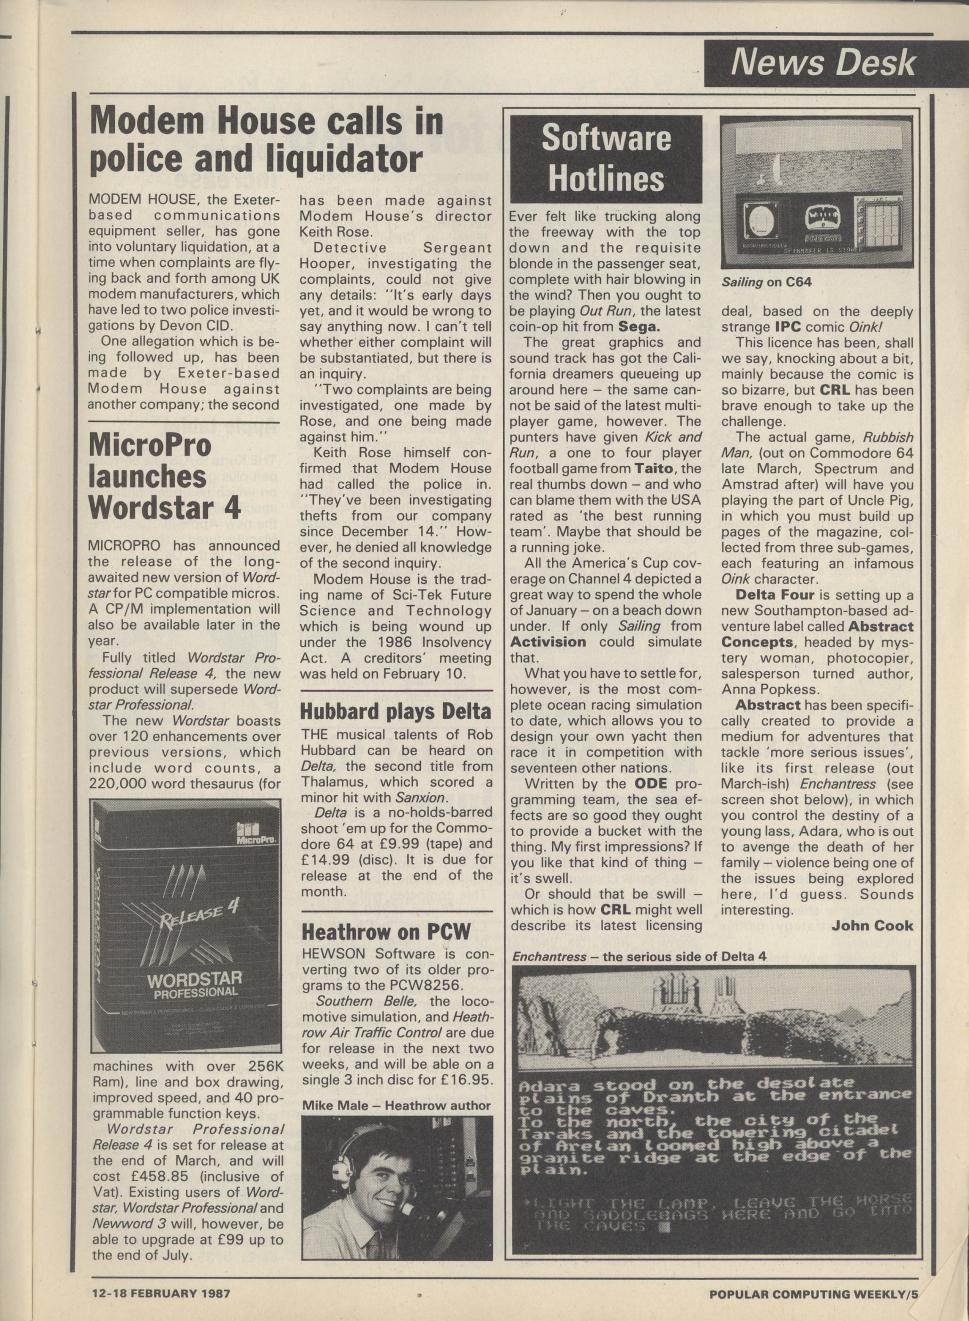 News Desk
Modem House calls in
police and liquidator
MODEM HOUSE, the Exeter-
based communications
equipment seller, has gone
into voluntary liquidation, at a
time when complaints are fly-
ing back and forth among UK
modem manufacturers, which
have led to two police investi-
gations by Devon CID.
One allegation which is be-
ing followed up, has been
made by Exeter-based
Modem House against
another company; the second
has been made against
Modem House's director
Keith Rose.
Detective Sergeant
Hooper, investigating the
complaints, could not give
any details: "It's early days
yet, and it would be wrong to
say anything now. I can't tell
whether either complaint will
be substantiated, but there is
an inquiry.
"Two complaints are being
investigated, one made by
Rose, and one being made
against him."
Keith Rose himself con-
firmed that Modem House
had called the police in.
"They've been investigating
thefts from our company
since December 14." How-
ever, he denied all knowledge
of the second inquiry.
Modem House is the trad-
ing name of Sci-Tek Future
Science and Technology
which is being wound up
under the 1986 Insolvency
Act. A creditors' meeting
was held on February 10.
MicroPro
launches
Wordstar 4
MICROPRO has announced
the release of the long-
awaited new version of Word-
star for PC compatible micros.
A CP/M implementation will
also be available later in the
year.
Fully titled Wordstar Pro-
fessional Release 4, the new
product will supersede Word-
star Professional.
The new Wordstar boasts
over 120 enhancements over
previous versions, which
include word counts, a
220,000 word thesaurus (for
MicroPro.
RELEASE 4
WORDSTAR
PROFESSIONAL
machines with over 256K
Ram), line and box drawing,
improved speed, and 40 pro-
grammable function keys.
Wordstar Professional
Release 4 is set for release at
the end of March, and will
cost £458.85 (inclusive of
Vat). Existing users of Word-
star, Wordstar Professional and
Newword 3 will, however, be
able to upgrade at £99 up to
the end of July.
Hubbard plays Delta
THE musical talents of Rob
Hubbard can be heard on
Delta, the second title from
Thalamus, which scored a
minor hit with Sanxion.
Delta is a no-holds-barred
shoot 'em up for the Commo-
dore 64 at £9.99 (tape) and
£14.99 (disc). It is due for
release at the end of the
month.
Heathrow on PCW
HEWSON Software is con-
verting two of its older pro-
grams to the PCW8256.
Southern Belle, the loco-
motive simulation, and Heath-
row Air Traffic Control are due
for release in the next two
weeks, and will be able on a
single 3 inch disc for £16.95.
Mike Male – Heathrow author
Software
Hotlines
Ever felt like trucking along
the freeway with the top
down and the requisite
blonde in the passenger seat,
complete with hair blowing in
the wind? Then you ought to
be playing Out Run, the latest
coin-op hit from Sega.
The great graphics and
sound track has got the Cali-
fornia dreamers queueing up
around here – the same can-
not be said of the latest multi-
player game, however. The
punters have given Kick and
Run, a one to four player
football game from Taito, the
real thumbs down – and who
can blame them with the USA
rated as 'the best running
team'. Maybe that should be
a running joke.
All the America's Cup cov-
erage on Channel 4 depicted a
great way to spend the whole
of January – on a beach down
under. If only Sailing from
Activision could simulate
that.
What you have to settle for,
however, is the most com-
plete ocean racing simulation
to date, which allows you to
design your own yacht then
race it in competition with
seventeen other nations.
Written by the ODE pro-
gramming team, the sea ef-
fects are so good they ought
to provide a bucket with the
thing. My first impressions? If
you like that kind of thing –
it's swell.
Or should that be swill –
which is how CRL might well
describe its latest licensing
Sailing on C64
deal, based on the deeply
strange IPC comic Oink!
This licence has been, shall
we say, knocking about a bit,
mainly because the comic is
so bizarre, but CRL has been
brave enough to take up the
challenge.
The actual game, Rubbish
Man, (out on Commodore 64
late March, Spectrum and
Amstrad after) will have you
playing the part of Uncle Pig,
in which you must build up
pages of the magazine, col-
lected from three sub-games,
each featuring an infamous
Oink character.
Delta Four is setting up a
new Southampton-based ad-
venture label called Abstract
Concepts, headed by mys-
tery woman, photocopier,
salesperson turned author,
Anna Popkess.
Abstract has been specifi-
cally created to provide a
medium for adventures that
tackle 'more serious issues',
like its first release (out
March-ish) Enchantress (see
screen shot below), in which
you control the destiny of a
young lass, Adara, who is out
to avenge the death of her
family – violence being one of
the issues being explored
here, I'd guess. Sounds
interesting.
John Cook
Enchantress – the serious side of Delta 4
Adara stood on the desolate
plains of Dranth at the entrance
to the caves.
To the north, the city of the
Taraks and the towering citadel
of Arelan loomed high above a
granite ridge at the edge of the
plain.
LIGHT THE LAMP, LEAVE THE HORSE
AND SADDLEBAGS HERE AND GO INTO
THE CAVES
12-18 FEBRUARY 1987
POPULAR COMPUTING WEEKLY/5